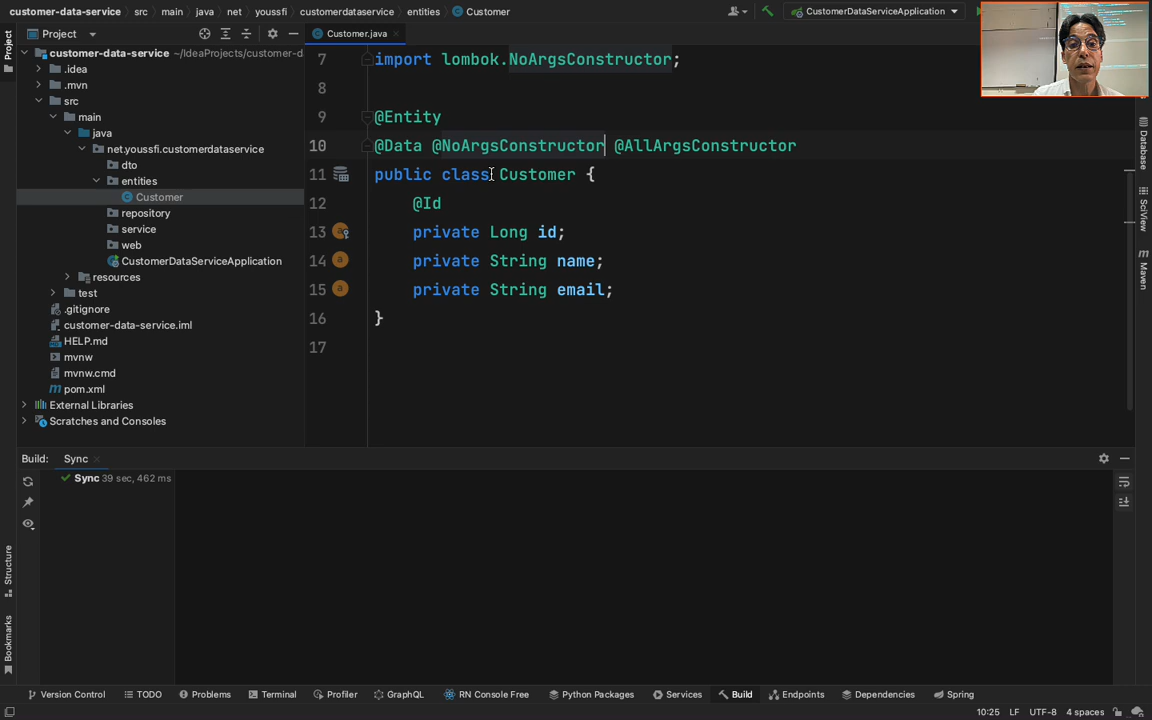 customer-data-service
src
main
java
net
youssfi
customerdataservice
entities
Customer
CustomerDataServiceApplication
Project
Customer.java
customer-data-service ~/IdeaProjects/customer-d
.idea
.mvn
src
main
java
net.youssfi.customerdataservice
dto
entities
Customer
repository
service
web
CustomerDataServiceApplication
resources
test
.gitignore
customer-data-service.iml
HELP.md
mvnw
mvnw.cmd
pom.xml
External Libraries
Scratches and Consoles
7 import lombok.NoArgsConstructor;
8
9 @Entity
10 @Data @NoArgsConstructor @AllArgsConstructor
11 public class Customer {
12 @Id
13 private Long id;
14 private String name;
15 private String email;
16 }
17
Project
Structure
Bookmarks
Database
SciView
Maven
Build:
Sync
Sync 39 sec, 462 ms
Version Control
TODO
Problems
Terminal
Profiler
GraphQL
RN Console Free
Python Packages
Services
Build
Endpoints
Dependencies
Spring
10:25 LF UTF-8 4 spaces